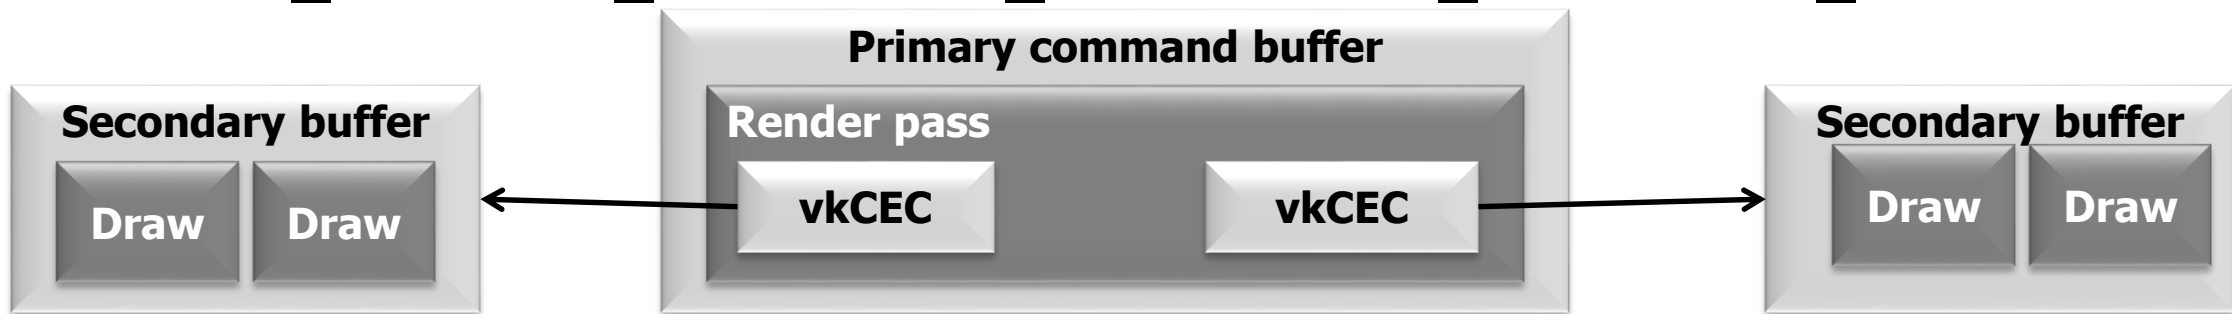 Primary command buffer
Secondary buffer
Draw Draw
Render pass
vkCEC vkCEC
Secondary buffer
Draw Draw